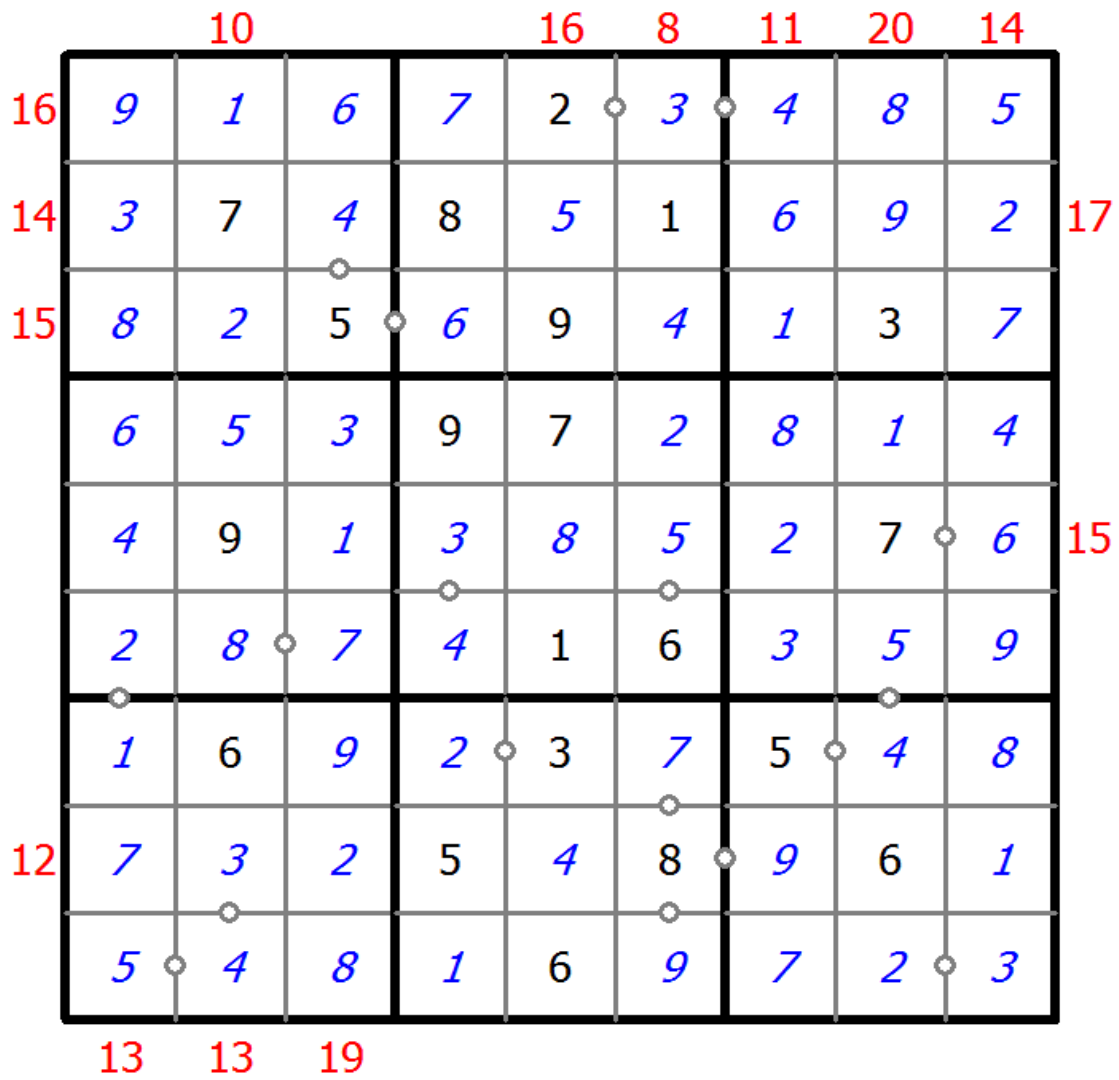 10 16 8 11 20 14
16 9 1 6 7 2 3 4 8 5
14 3 7 4 8 5 1 6 9 2 17
15 8 2 5 6 9 4 1 3 7
6 5 3 9 7 2 8 1 4
4 9 1 3 8 5 2 7 6 15
2 8 7 4 1 6 3 5 9
1 6 9 2 3 7 5 4 8
12 7 3 2 5 4 8 9 6 1
5 4 8 1 6 9 7 2 3
13 13 19